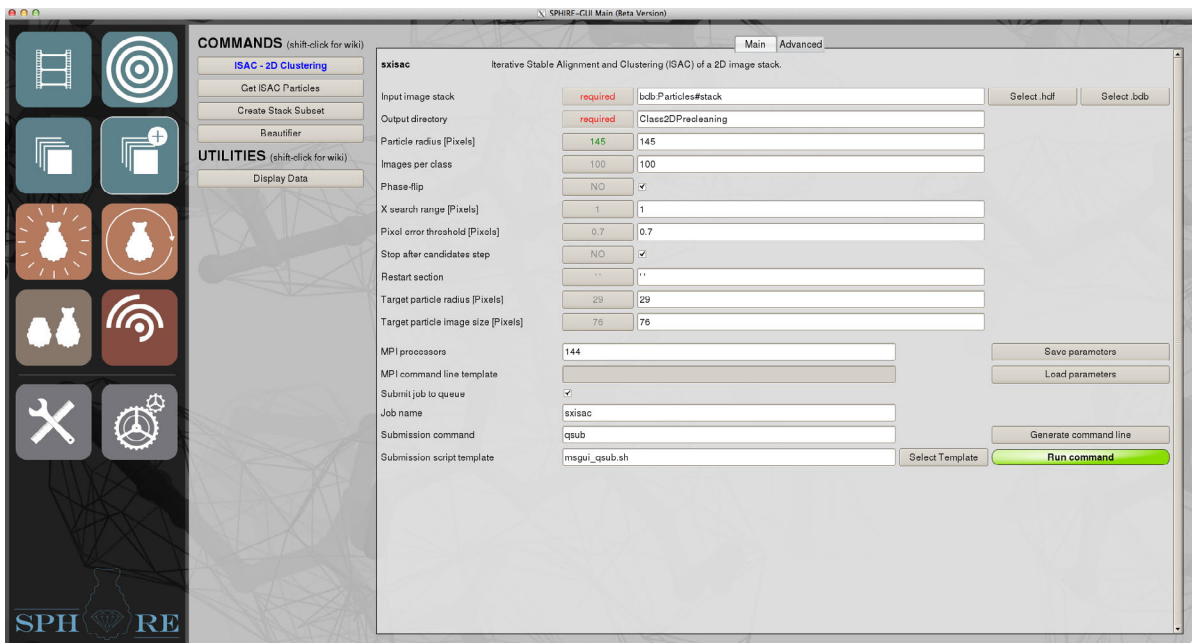 SPHIRE-GUI Main (Beta Version)
COMMANDS (shift-click for wiki)
ISAC - 2D Clustering
Get ISAC Particles
Create Stack Subset
Beautifier
UTILITIES (shift-click for wiki)
Display Data
Main Advanced
sxisac Iterative Stable Alignment and Clustering (ISAC) of a 2D image stack.
Input image stack required bdb:Particles#stack Select .hdf Select .bdb
Output directory required Class2DPrecleaning
Particle radius [Pixels] 145 145
Images per class 100 100
Phase-flip NO
X search range [Pixels] 1 1
Pixel error threshold [Pixels] 0.7 0.7
Stop after candidates step NO
Restart section ' ' ' '
Target particle radius [Pixels] 29 29
Target particle image size [Pixels] 76 76
MPI processors 144 Save parameters
MPI command line template Load parameters
Submit job to queue
Job name sxisac
Submission command qsub Generate command line
Submission script template msgui_qsub.sh Select Template Run command
SPHIRE